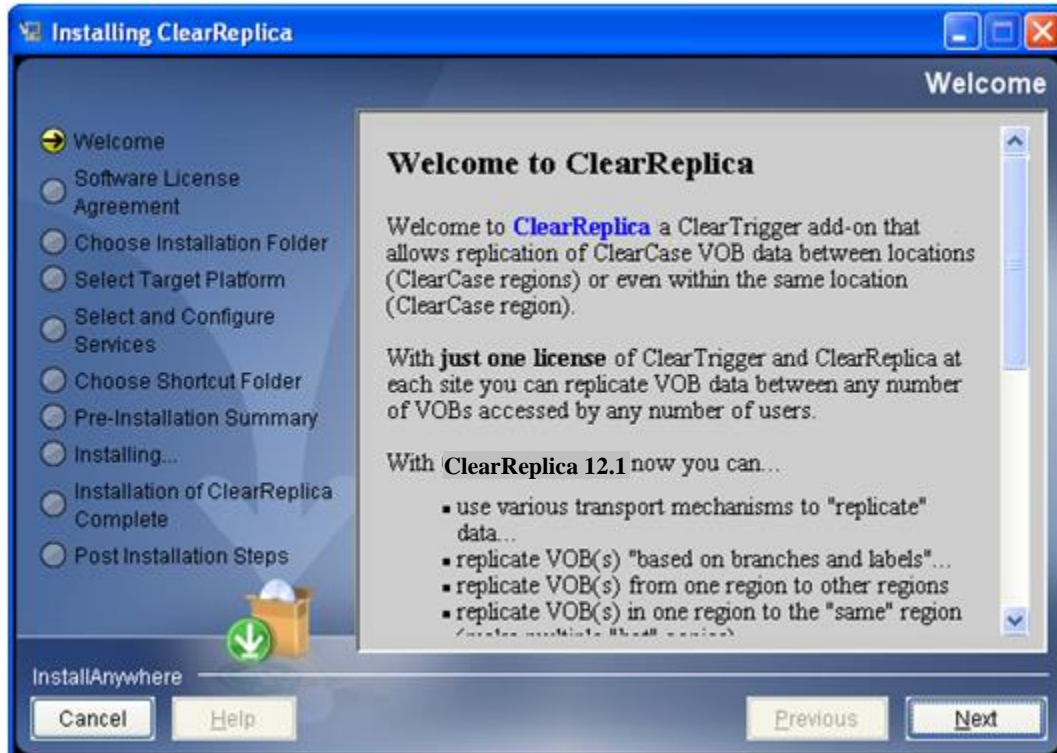 Installing ClearReplica
Welcome
Welcome
Software License
Agreement
Choose Installation Folder
Select Target Platform
Select and Configure
Services
Choose Shortcut Folder
Pre-Installation Summary
Installing...
Installation of ClearReplica
Complete
Post Installation Steps
Welcome to ClearReplica
Welcome to ClearReplica a ClearTrigger add-on that
allows replication of ClearCase VOB data between locations
(ClearCase regions) or even within the same location
(ClearCase region).
With just one license of ClearTrigger and ClearReplica at
each site you can replicate VOB data between any number
of VOBs accessed by any number of users.
With ClearReplica 12.1 now you can...
▪ use various transport mechanisms to "replicate"
data...
▪ replicate VOB(s) "based on branches and labels"...
▪ replicate VOB(s) from one region to other regions
▪ replicate VOB(s) in one region to the "same" region
InstallAnywhere
Cancel
Help
Previous
Next